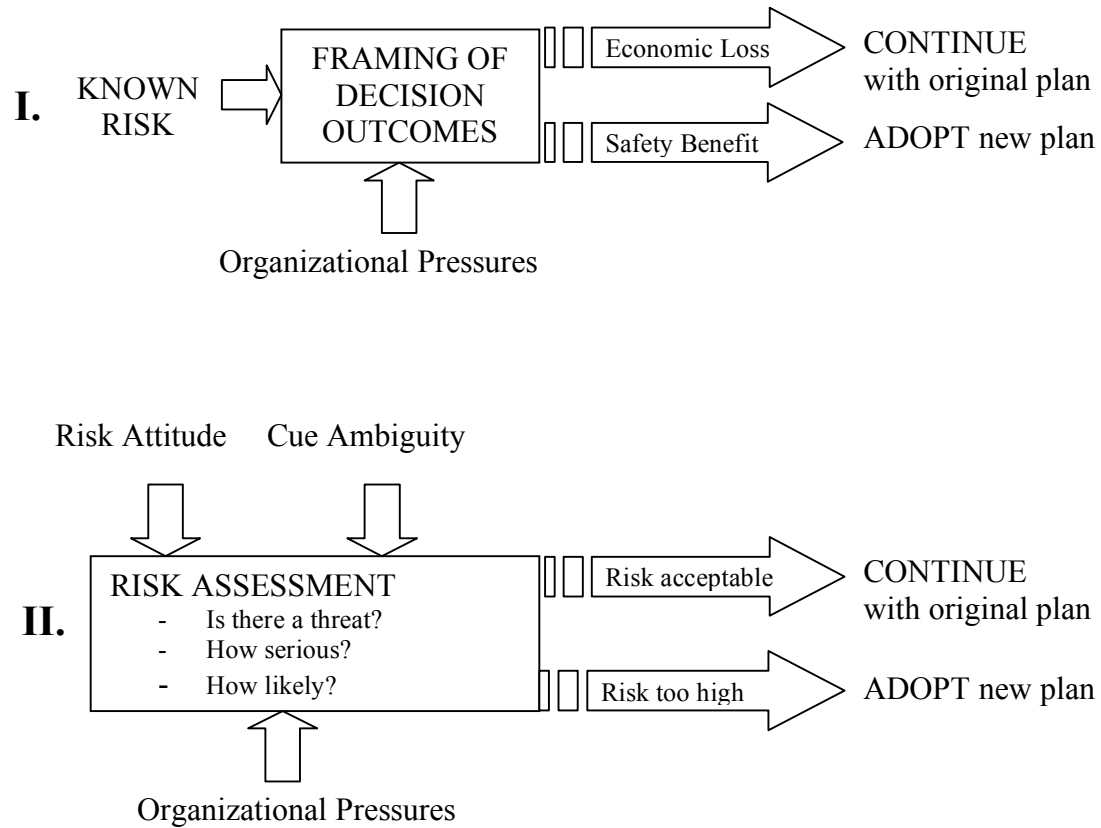 I.
KNOWN
RISK
FRAMING OF
DECISION
OUTCOMES
Economic Loss
CONTINUE
with original plan
Safety Benefit
ADOPT new plan
Organizational Pressures
Risk Attitude
Cue Ambiguity
II.
RISK ASSESSMENT
- Is there a threat?
- How serious?
- How likely?
Risk acceptable
CONTINUE
with original plan
Risk too high
ADOPT new plan
Organizational Pressures